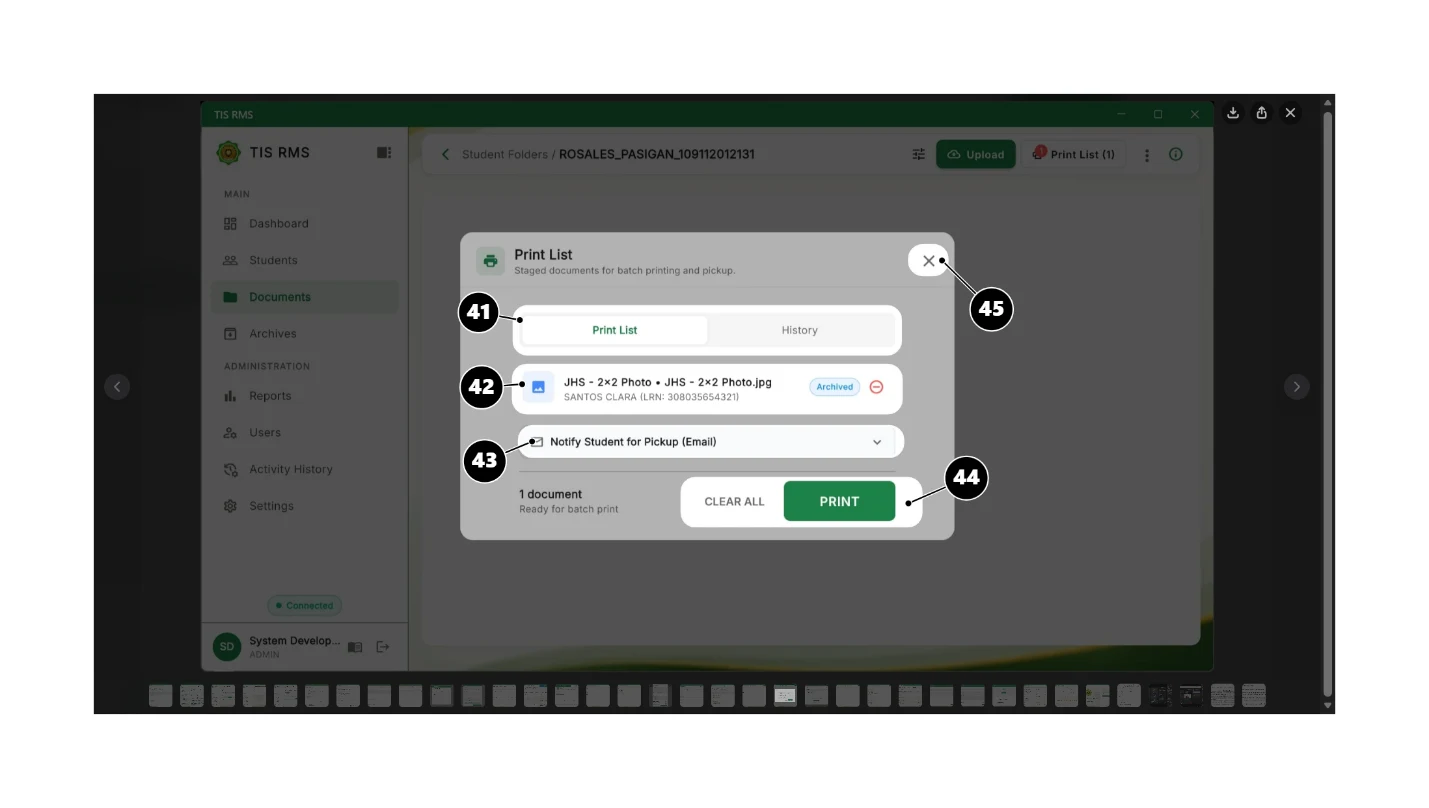 TIS RMS
TIS RMS
Student Folders / ROSALES_PASIGAN_109112012131
Upload
1
Print List (1)
MAIN
Dashboard
Students
Documents
Archives
ADMINISTRATION
Reports
Users
Activity History
Settings
Connected
SD
System Develop...
ADMIN
Print List
Staged documents for batch printing and pickup.
45
41
Print List
History
42
JHS - 2×2 Photo • JHS - 2×2 Photo.jpg
Archived
SANTOS CLARA (LRN: 308035654321)
43
Notify Student for Pickup (Email)
44
1 document
Ready for batch print
CLEAR ALL
PRINT